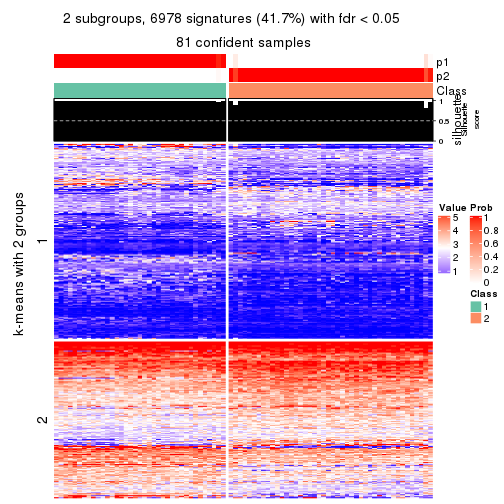 2 subgroups, 6978 signatures (41.7%) with fdr < 0.05
81 confident samples
p1
p2
Class
silhouette
Silhouette
score
1
0.5
0
k-means with 2 groups
1
2
Value
5
4
3
2
1
Prob
1
0.8
0.6
0.4
0.2
0
Class
1
2